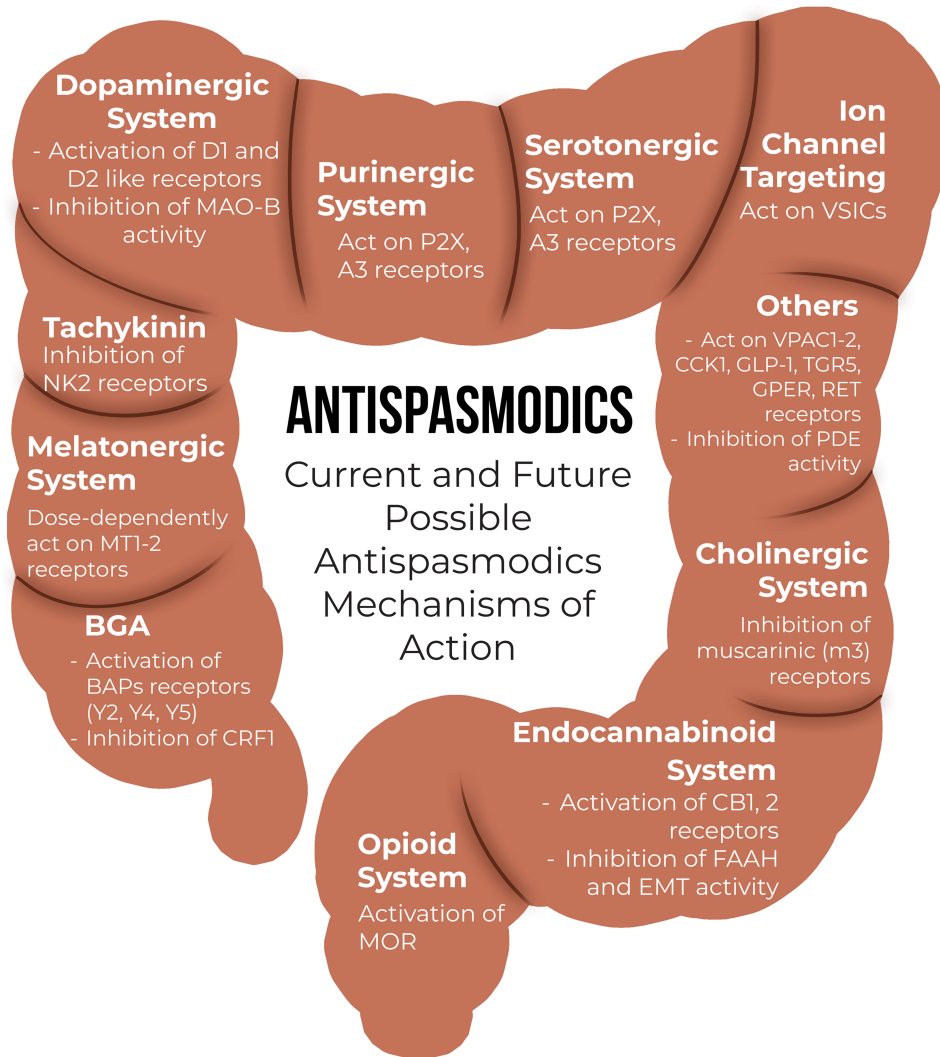 Dopaminergic
System
- Activation of D1 and
D2 like receptors
- Inhibition of MAO-B
activity
Purinergic
System
Act on P2X,
A3 receptors
Serotonergic
System
Act on P2X,
A3 receptors
Ion
Channel
Targeting
Act on VSICs
Others
- Act on VPAC1-2,
CCK1, GLP-1, TGR5,
GPER, RET
receptors
- Inhibition of PDE
activity
Tachykinin
Inhibition of
NK2 receptors
Melatonergic
System
Dose-dependently
act on MT1-2
receptors
BGA
- Activation of
BAPs receptors
(Y2, Y4, Y5)
- Inhibition of CRF1
ANTISPASMODICS
Current and Future
Possible
Antispasmodics
Mechanisms of
Action
Cholinergic
System
Inhibition of
muscarinic (m3)
receptors
Endocannabinoid
System
- Activation of CB1, 2
receptors
- Inhibition of FAAH
and EMT activity
Opioid
System
Activation of
MOR